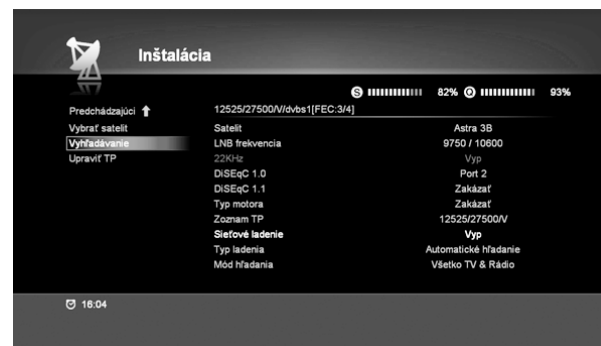 Inštalácia
S 82% Q 93%
Predchádzajúci 12525/27500/V/dvbs1[FEC:3/4]
Vybrať satelit Satelit Astra 3B
Vyhľadávanie LNB frekvencia 9750 / 10600
Upraviť TP 22KHz Vyp
DiSEqC 1.0 Port 2
DiSEqC 1.1 Zakázať
Typ motora Zakázať
Zoznam TP 12525/27500/V
Sieťové ladenie Vyp
Typ ladenia Automatické hľadanie
Mód hľadania Všetko TV & Rádio
16:04